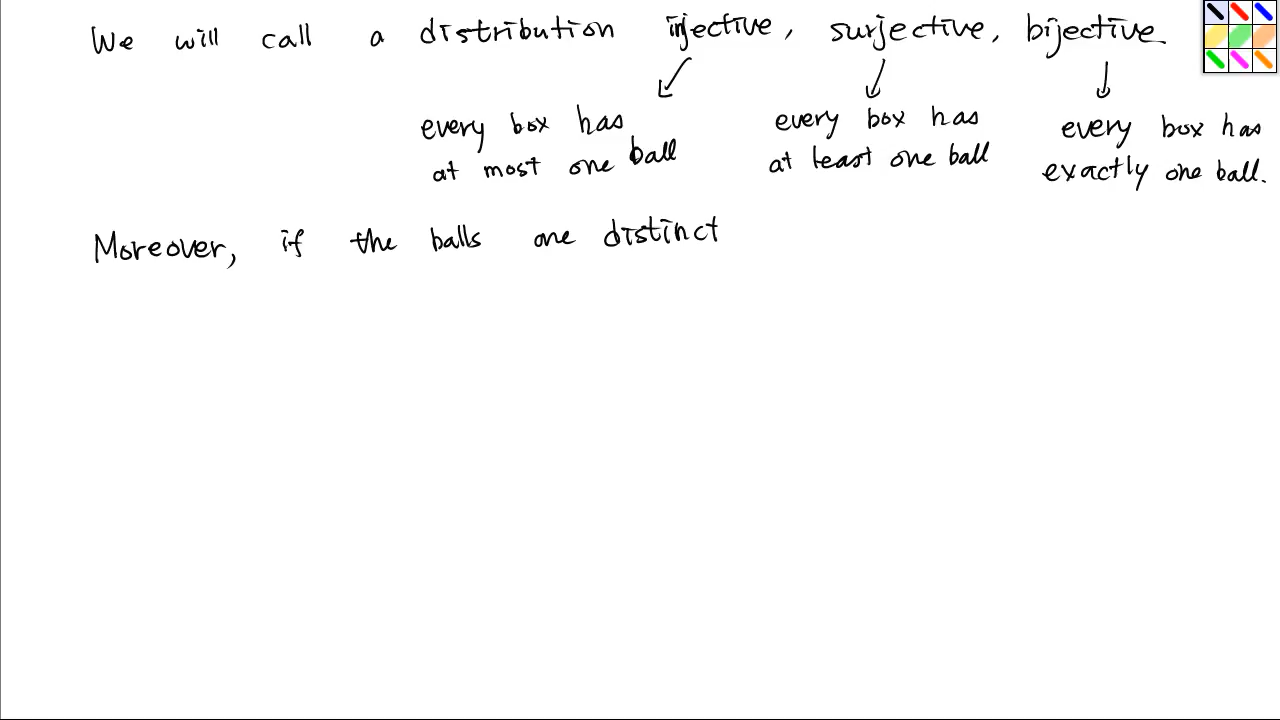 We will call a distribution injective, surjective, bijective
every box has
at most one ball
every box has
at least one ball
every box has
exactly one ball.
Moreover, if the balls are distinct